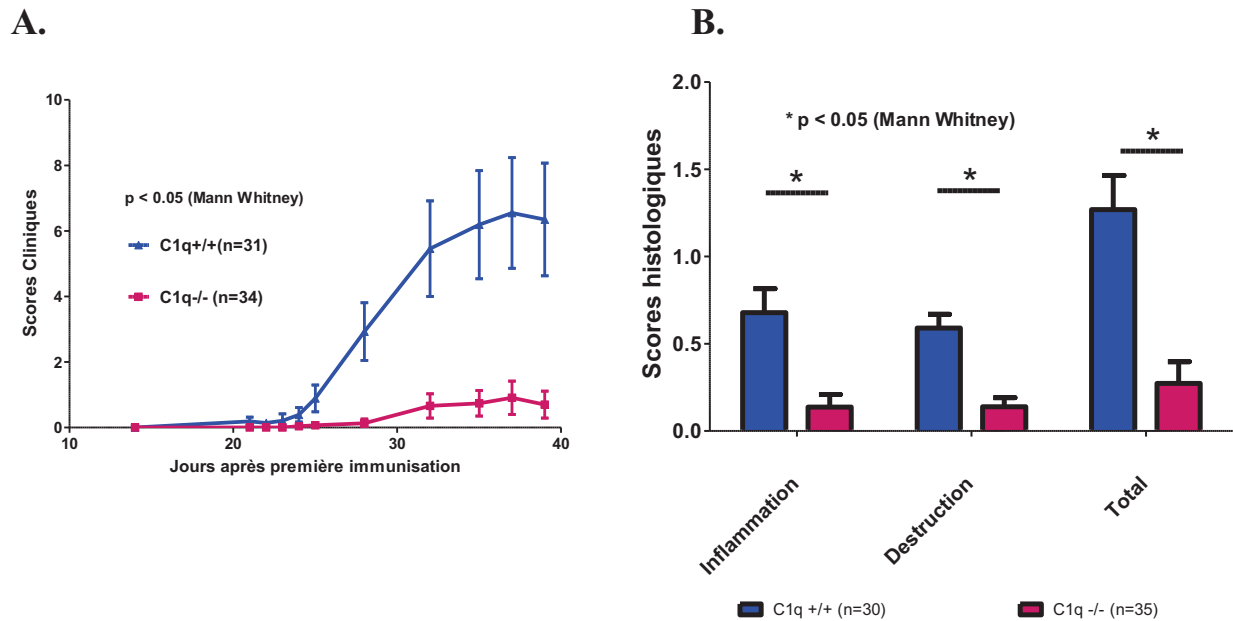 A.
10
8
6
4
2
0
Scores Cliniques
p < 0.05 (Mann Whitney)
C1q+/+(n=31)
C1q-/- (n=34)
10
20
30
40
Jours après première immunisation
B.
2.0
1.5
1.0
0.5
0.0
Scores histologiques
* p < 0.05 (Mann Whitney)
*
*
*
Inflammation
Destruction
Total
C1q +/+ (n=30)
C1q -/- (n=35)